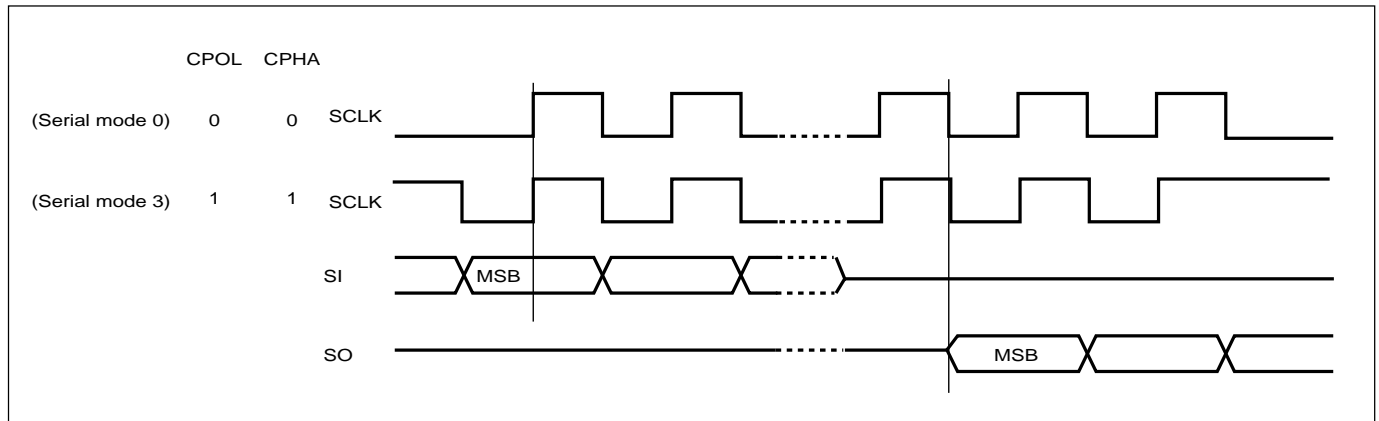 CPOL CPHA
(Serial mode 0) 0 0 SCLK
(Serial mode 3) 1 1 SCLK
SI MSB
SO MSB